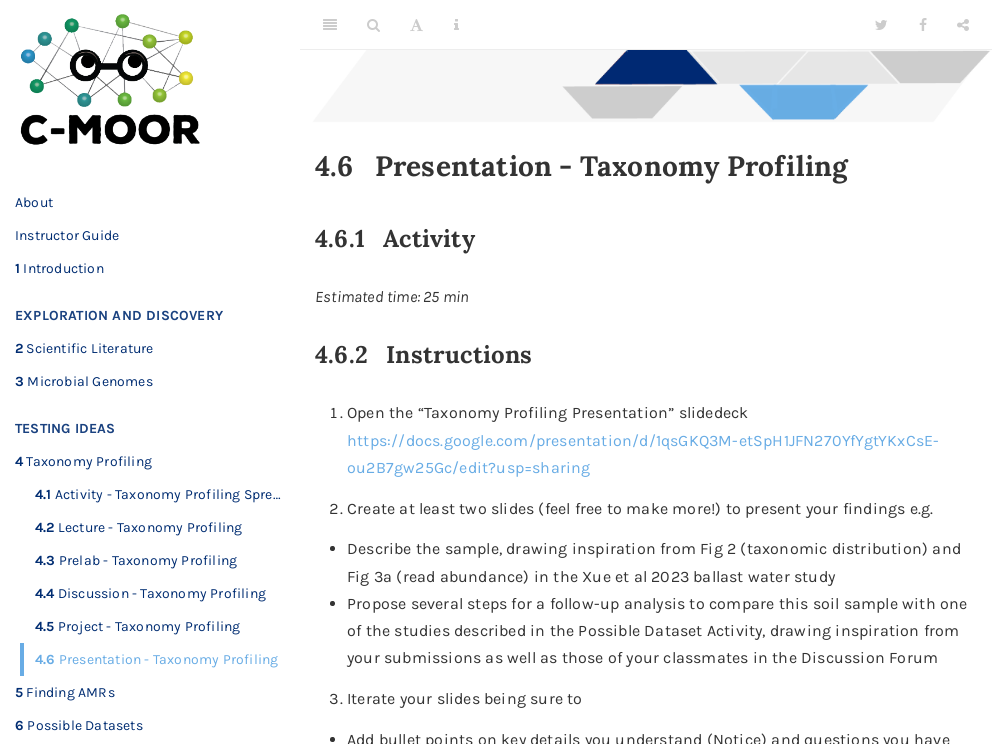 C-MOOR
About
Instructor Guide
1 Introduction
EXPLORATION AND DISCOVERY
2 Scientific Literature
3 Microbial Genomes
TESTING IDEAS
4 Taxonomy Profiling
4.1 Activity - Taxonomy Profiling Spre...
4.2 Lecture - Taxonomy Profiling
4.3 Prelab - Taxonomy Profiling
4.4 Discussion - Taxonomy Profiling
4.5 Project - Taxonomy Profiling
4.6 Presentation - Taxonomy Profiling
5 Finding AMRs
6 Possible Datasets
4.6 Presentation - Taxonomy Profiling
4.6.1 Activity
Estimated time: 25 min
4.6.2 Instructions
1. Open the “Taxonomy Profiling Presentation” slidedeck
https://docs.google.com/presentation/d/1qsGKQ3M-etSpH1JFN270YfYgtYKxCsE-
ou2B7gw25Gc/edit?usp=sharing
2. Create at least two slides (feel free to make more!) to present your findings e.g.
• Describe the sample, drawing inspiration from Fig 2 (taxonomic distribution) and
Fig 3a (read abundance) in the Xue et al 2023 ballast water study
• Propose several steps for a follow-up analysis to compare this soil sample with one
of the studies described in the Possible Dataset Activity, drawing inspiration from
your submissions as well as those of your classmates in the Discussion Forum
3. Iterate your slides being sure to
• Add bullet points on key details you understand (Notice) and questions you have